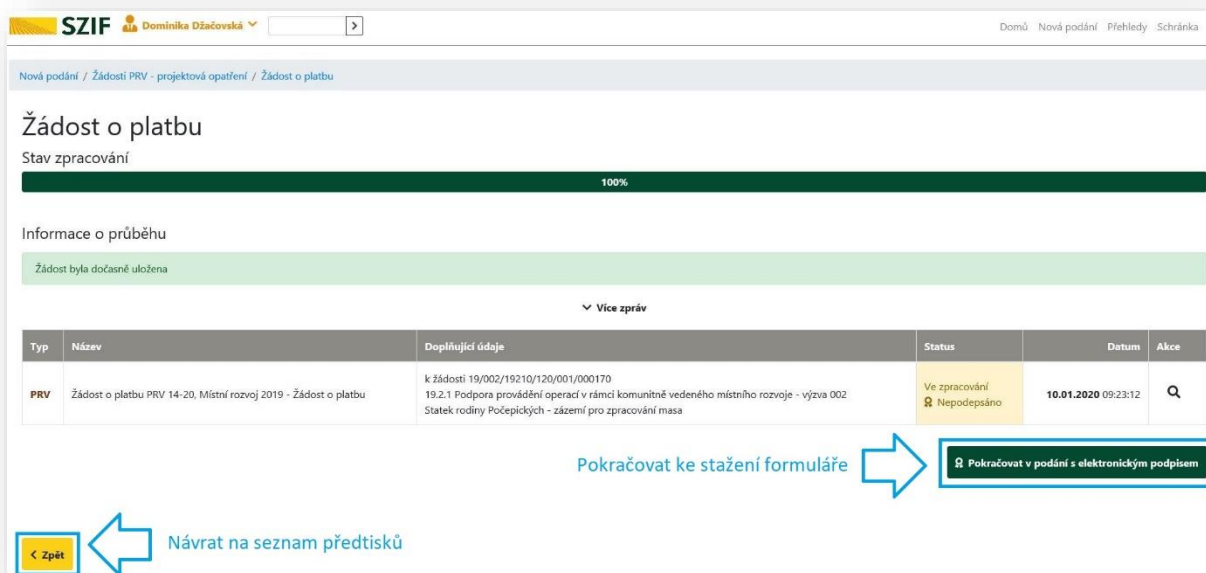 SZIF Dominika Džačovská
Domů Nová podání Přehledy Schránka
Nová podání / Žádosti PRV - projektová opatření / Žádost o platbu
Žádost o platbu
Stav zpracování
100%
Informace o průběhu
Žádost byla dočasně uložena
Více zpráv
Typ Název Doplňující údaje Status Datum Akce
k žádosti 19/002/19210/120/001/000170
PRV Žádost o platbu PRV 14-20, Místní rozvoj 2019 - Žádost o platbu 19.2.1 Podpora provádění operací v rámci komunitně vedeného místního rozvoje - výzva 002 Ve zpracování 10.01.2020 09:23:12
Statek rodiny Počepických - zázemí pro zpracování masa Nepodepsáno
Pokračovat ke stažení formuláře Pokračovat v podání s elektronickým podpisem
Zpět Návrat na seznam předtisků